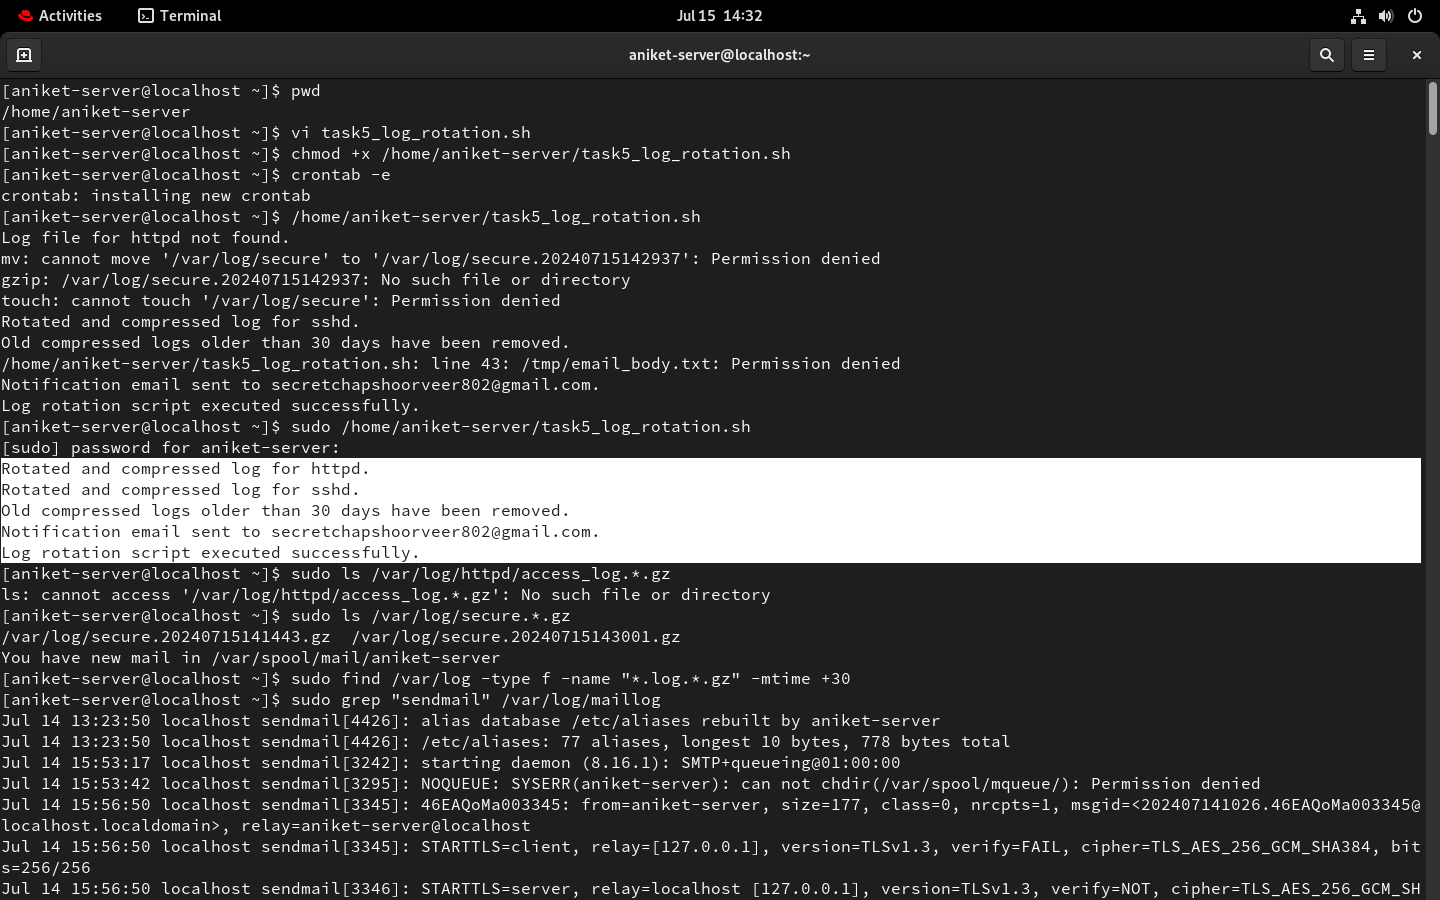 Activities Terminal Jul 15 14:32
aniket-server@localhost:~
[aniket-server@localhost ~]$ pwd
/home/aniket-server
[aniket-server@localhost ~]$ vi task5_log_rotation.sh
[aniket-server@localhost ~]$ chmod +x /home/aniket-server/task5_log_rotation.sh
[aniket-server@localhost ~]$ crontab -e
crontab: installing new crontab
[aniket-server@localhost ~]$ /home/aniket-server/task5_log_rotation.sh
Log file for httpd not found.
mv: cannot move '/var/log/secure' to '/var/log/secure.20240715142937': Permission denied
gzip: /var/log/secure.20240715142937: No such file or directory
touch: cannot touch '/var/log/secure': Permission denied
Rotated and compressed log for sshd.
Old compressed logs older than 30 days have been removed.
/home/aniket-server/task5_log_rotation.sh: line 43: /tmp/email_body.txt: Permission denied
Notification email sent to secretchapshoorveer802@gmail.com.
Log rotation script executed successfully.
[aniket-server@localhost ~]$ sudo /home/aniket-server/task5_log_rotation.sh
[sudo] password for aniket-server:
Rotated and compressed log for httpd.
Rotated and compressed log for sshd.
Old compressed logs older than 30 days have been removed.
Notification email sent to secretchapshoorveer802@gmail.com.
Log rotation script executed successfully.
[aniket-server@localhost ~]$ sudo ls /var/log/httpd/access_log.*.gz
ls: cannot access '/var/log/httpd/access_log.*.gz': No such file or directory
[aniket-server@localhost ~]$ sudo ls /var/log/secure.*.gz
/var/log/secure.20240715141443.gz  /var/log/secure.20240715143001.gz
You have new mail in /var/spool/mail/aniket-server
[aniket-server@localhost ~]$ sudo find /var/log -type f -name "*.log.*.gz" -mtime +30
[aniket-server@localhost ~]$ sudo grep "sendmail" /var/log/maillog
Jul 14 13:23:50 localhost sendmail[4426]: alias database /etc/aliases rebuilt by aniket-server
Jul 14 13:23:50 localhost sendmail[4426]: /etc/aliases: 77 aliases, longest 10 bytes, 778 bytes total
Jul 14 15:53:17 localhost sendmail[3242]: starting daemon (8.16.1): SMTP+queueing@01:00:00
Jul 14 15:53:42 localhost sendmail[3295]: NOQUEUE: SYSERR(aniket-server): can not chdir(/var/spool/mqueue/): Permission denied
Jul 14 15:56:50 localhost sendmail[3345]: 46EAQoMa003345: from=aniket-server, size=177, class=0, nrcpts=1, msgid=<202407141026.46EAQoMa003345@
localhost.localdomain>, relay=aniket-server@localhost
Jul 14 15:56:50 localhost sendmail[3345]: STARTTLS=client, relay=[127.0.0.1], version=TLSv1.3, verify=FAIL, cipher=TLS_AES_256_GCM_SHA384, bit
s=256/256
Jul 14 15:56:50 localhost sendmail[3346]: STARTTLS=server, relay=localhost [127.0.0.1], version=TLSv1.3, verify=NOT, cipher=TLS_AES_256_GCM_SH